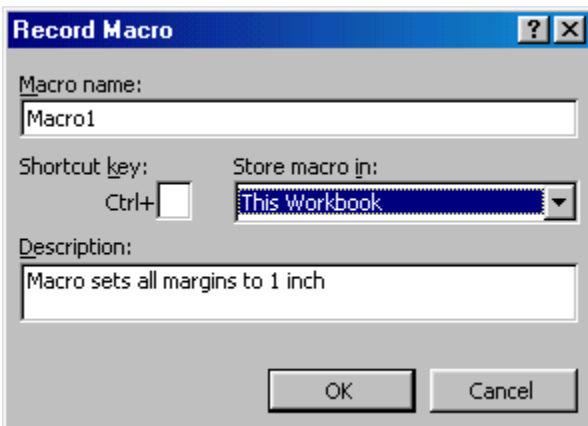 Record Macro
Macro name:
Macro1
Shortcut key: Store macro in:
Ctrl+ This Workbook
Description:
Macro sets all margins to 1 inch
OK Cancel